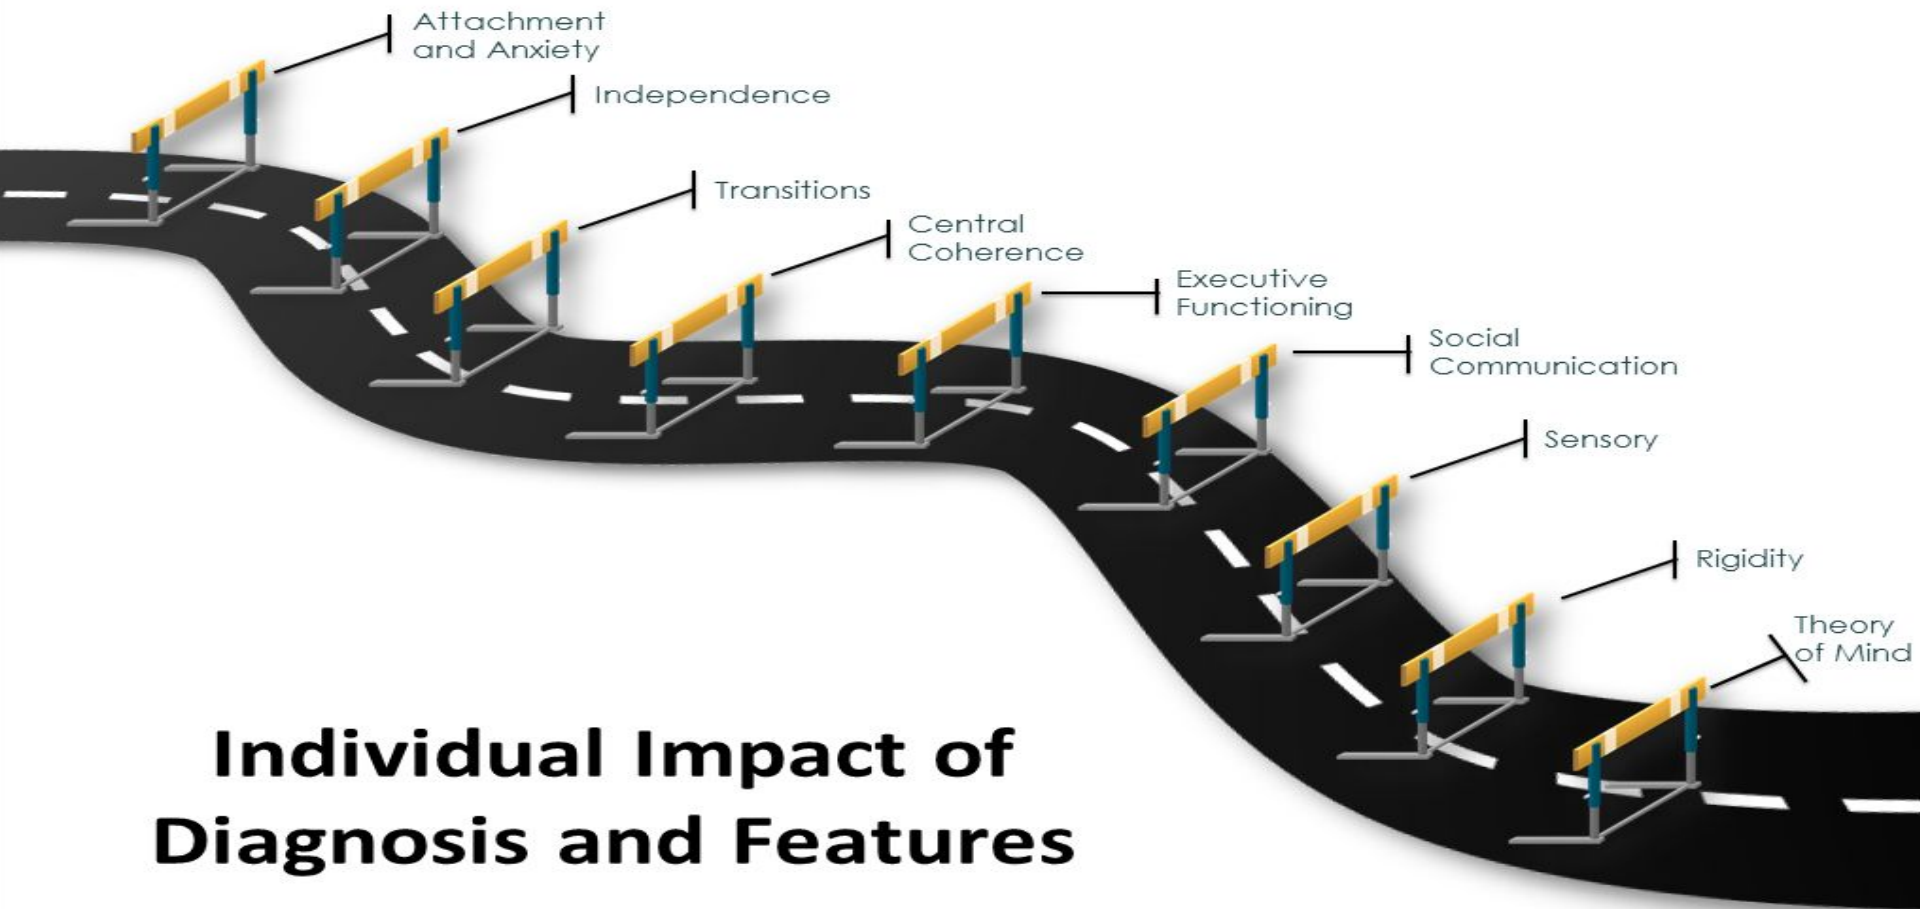 Attachment
and Anxiety
Independence
Transitions
Central
Coherence
Executive
Functioning
Social
Communication
Sensory
Rigidity
Theory
of Mind
Individual Impact of
Diagnosis and Features